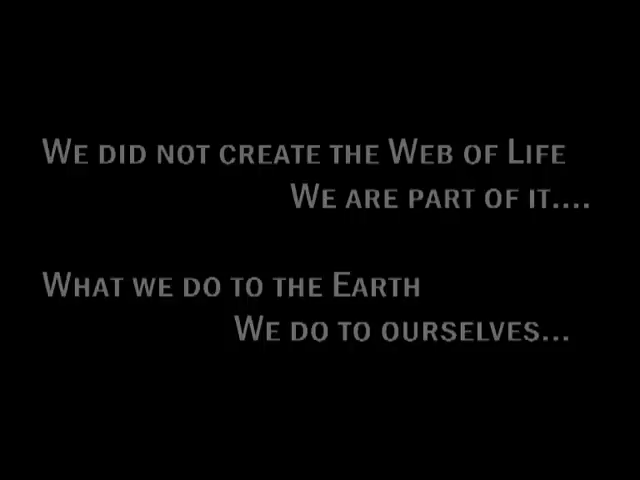 We did not create the Web of Life
We are part of it....
What we do to the Earth
We do to ourselves...